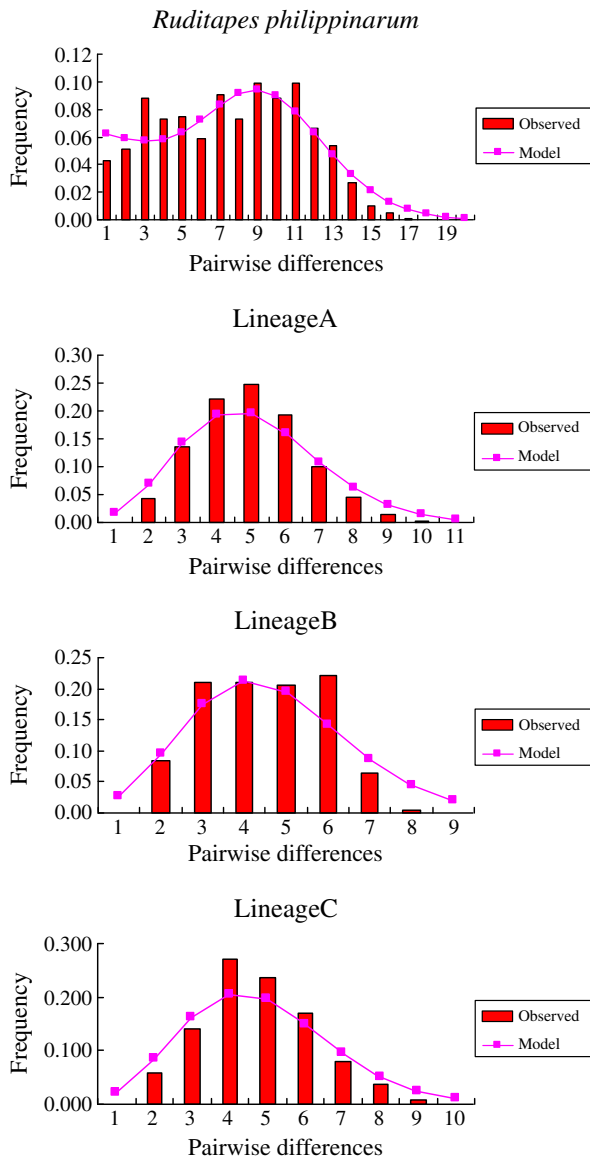 Ruditapes philippinarum
0.12
0.10
0.08
0.06
0.04
0.02
0.00
Frequency
1 3 5 7 9 11 13 15 17 19
Pairwise differences
Observed
Model
LineageA
0.30
0.25
0.20
0.15
0.10
0.05
0.00
Frequency
1 2 3 4 5 6 7 8 9 10 11
Pairwise differences
Observed
Model
LineageB
0.25
0.20
0.15
0.10
0.05
0.00
Frequency
1 2 3 4 5 6 7 8 9
Pairwise differences
Observed
Model
LineageC
0.300
0.200
0.100
0.000
Frequency
1 2 3 4 5 6 7 8 9 10
Pairwise differences
Observed
Model